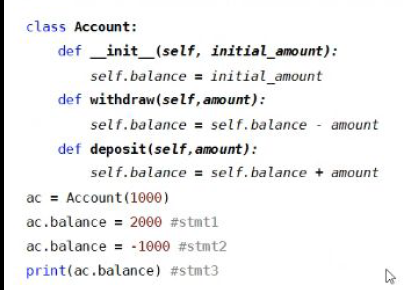 class Account:
    def __init__(self, initial_amount):
        self.balance = initial_amount
    def withdraw(self,amount):
        self.balance = self.balance - amount
    def deposit(self,amount):
        self.balance = self.balance + amount
ac = Account(1000)
ac.balance = 2000 #stmt1
ac.balance = -1000 #stmt2
print(ac.balance) #stmt3